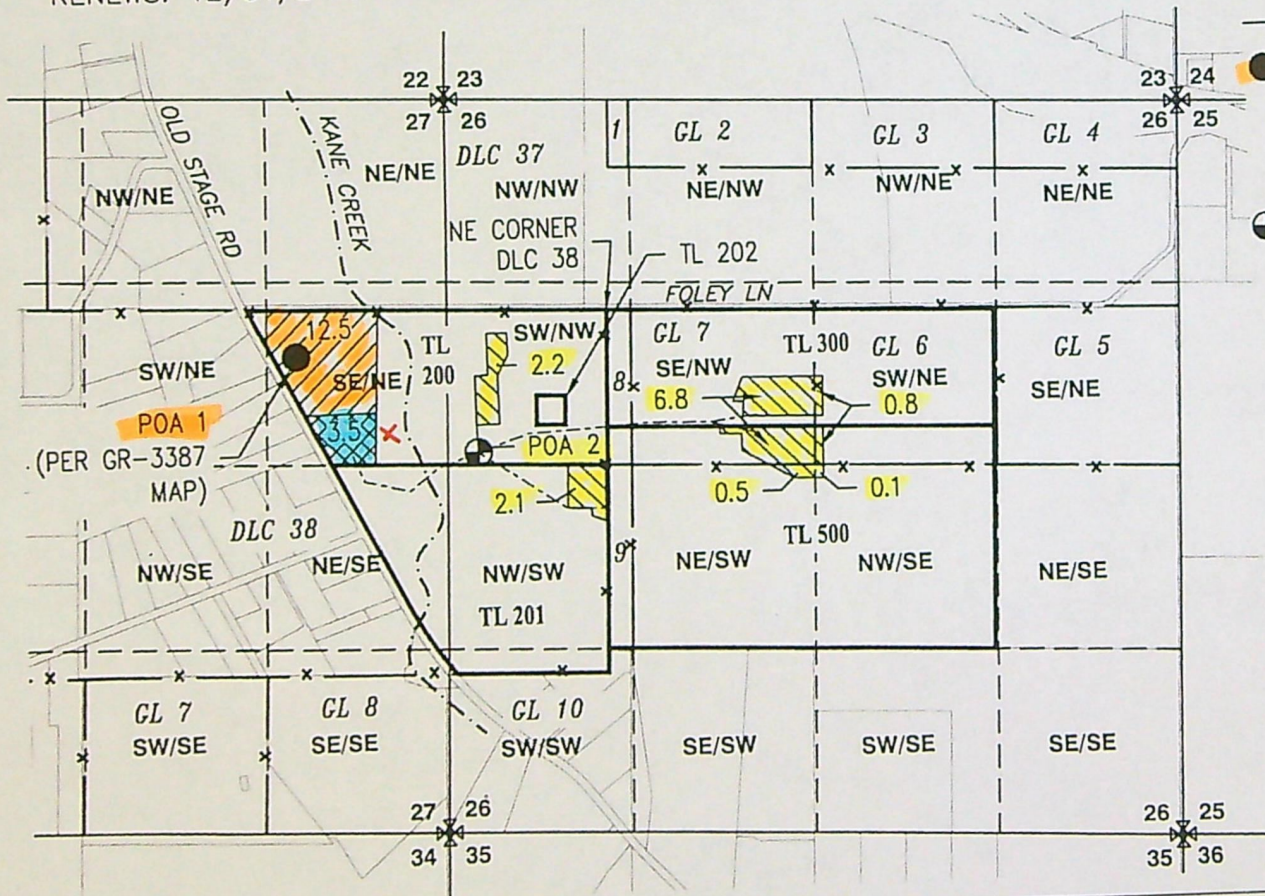 22 23
27 26
23 24
26 25
OLD STAGE RD
KANE CREEK
NE/NE
DLC 37
NW/NW
1
GL 2
GL 3
GL 4
NW/NE
NE/NW
NW/NE
NE/NE
NE CORNER
DLC 38
TL 202
FOLEY LN
12.5
SW/NW
TL
200
2.2
GL 7
SE/NW
TL 300
GL 6
SW/NE
GL 5
SE/NE
SW/NE
SE/NE
8
6.8
0.8
3.5
POA 1
(PER GR-3387
MAP)
POA 2
2.1
0.5
0.1
DLC 38
TL 500
9
NW/SE
NE/SE
NW/SW
NE/SW
NW/SE
NE/SE
TL 201
GL 7
SW/SE
GL 8
SE/SE
GL 10
SW/SW
SE/SW
SW/SE
SE/SE
27 26
34 35
26 25
35 36